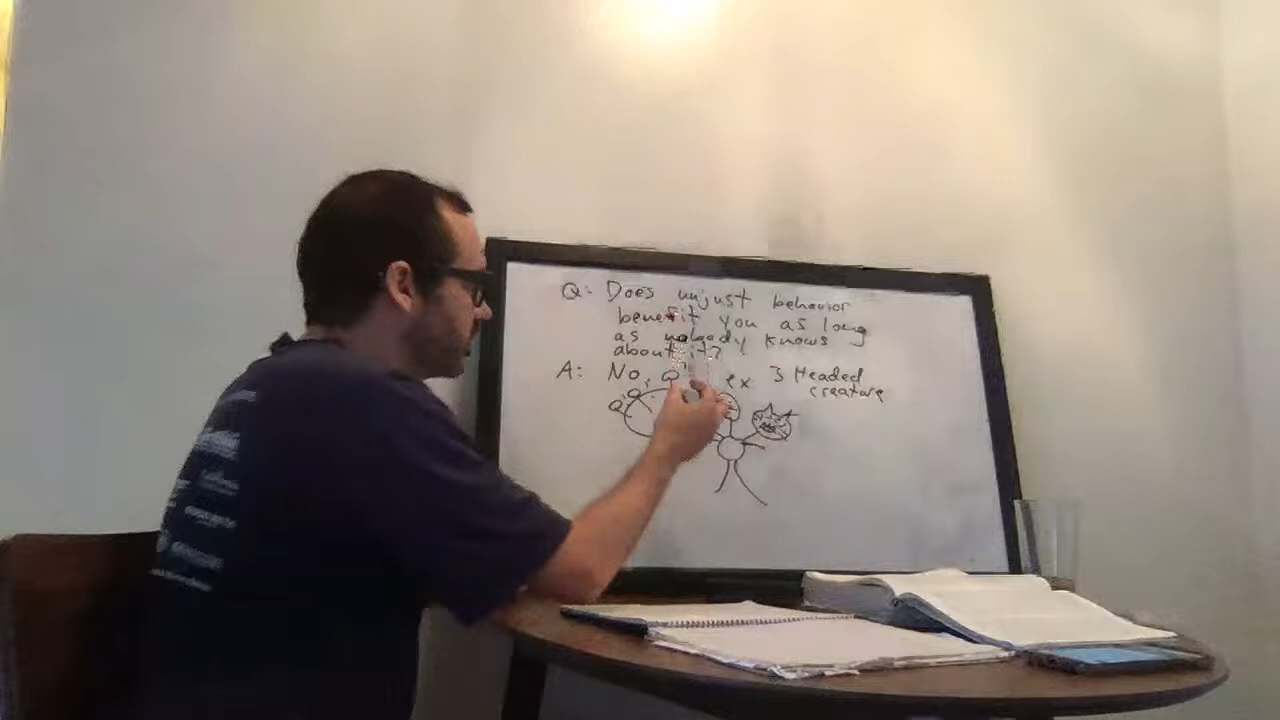 Q: Does unjust behavior
benefit you as long
as nobody knows
about it?
A: No, ex 3 Headed
creature